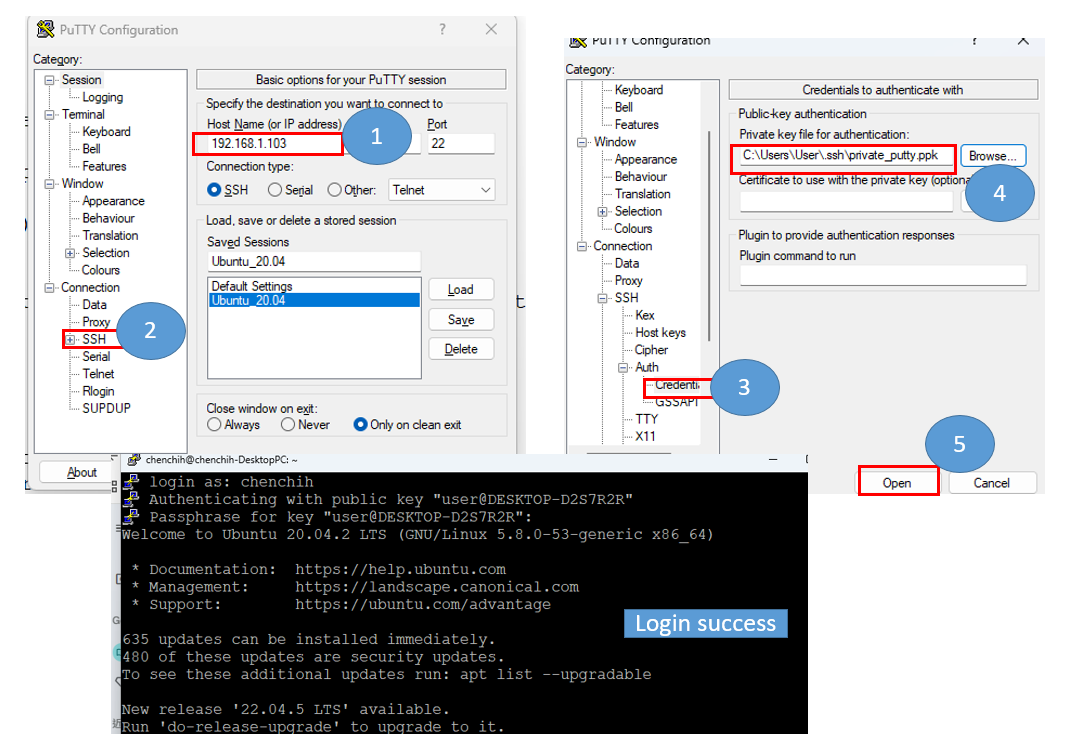 PuTTY Configuration
?
Category:
Session
Logging
Terminal
Keyboard
Bell
Features
Window
Appearance
Behaviour
Translation
Selection
Colours
Connection
Data
Proxy
SSH
2
Serial
Telnet
Rlogin
SUPDUP
About
Basic options for your PuTTY session
Specify the destination you want to connect to
Host Name (or IP address)
Port
192.168.1.103
1
22
Connection type:
SSH Serial Other: Telnet
Load, save or delete a stored session
Saved Sessions
Ubuntu_20.04
Default Settings
Ubuntu_20.04
Load
Save
Delete
Close window on exit:
Always Never Only on clean exit
PuTTY Configuration
?
Category:
Keyboard
Bell
Features
Window
Appearance
Behaviour
Translation
Selection
Colours
Connection
Data
Proxy
SSH
Kex
Host keys
Cipher
Auth
3
GSSAPI
TTY
X11
Credentials to authenticate with
Public-key authentication
Private key file for authentication:
C:\Users\User\.ssh\private_putty.ppk
Browse...
Certificate to use with the private key
4
Plugin to provide authentication responses
Plugin command to run
5
Open
Cancel
chenchih@chenchih-DesktopPC: ~
login as: chenchih
Authenticating with public key "user@DESKTOP-D2S7R2R"
Passphrase for key "user@DESKTOP-D2S7R2R":
Welcome to Ubuntu 20.04.2 LTS (GNU/Linux 5.8.0-53-generic x86_64)
* Documentation: https://help.ubuntu.com
* Management: https://landscape.canonical.com
* Support: https://ubuntu.com/advantage
Login success
635 updates can be installed immediately.
480 of these updates are security updates.
To see these additional updates run: apt list --upgradable
New release '22.04.5 LTS' available.
Run 'do-release-upgrade' to upgrade to it.